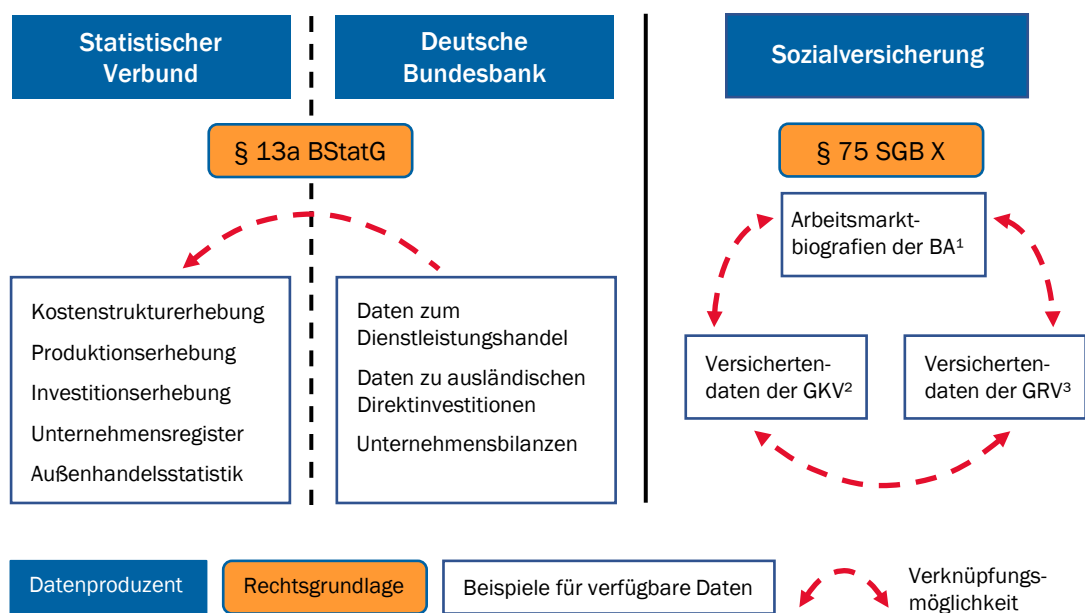 Statistischer
Verbund
Deutsche
Bundesbank
Sozialversicherung
§ 13a BStatG
§ 75 SGB X
Arbeitsmarkt-
biografien der BA¹
Kostenstrukturerhebung
Produktionserhebung
Investitionserhebung
Unternehmensregister
Außenhandelsstatistik
Daten zum
Dienstleistungshandel
Daten zu ausländischen
Direktinvestitionen
Unternehmensbilanzen
Versicherten-
daten der GKV²
Versicherten-
daten der GRV³
Datenproduzent
Rechtsgrundlage
Beispiele für verfügbare Daten
Verknüpfungs-
möglichkeit